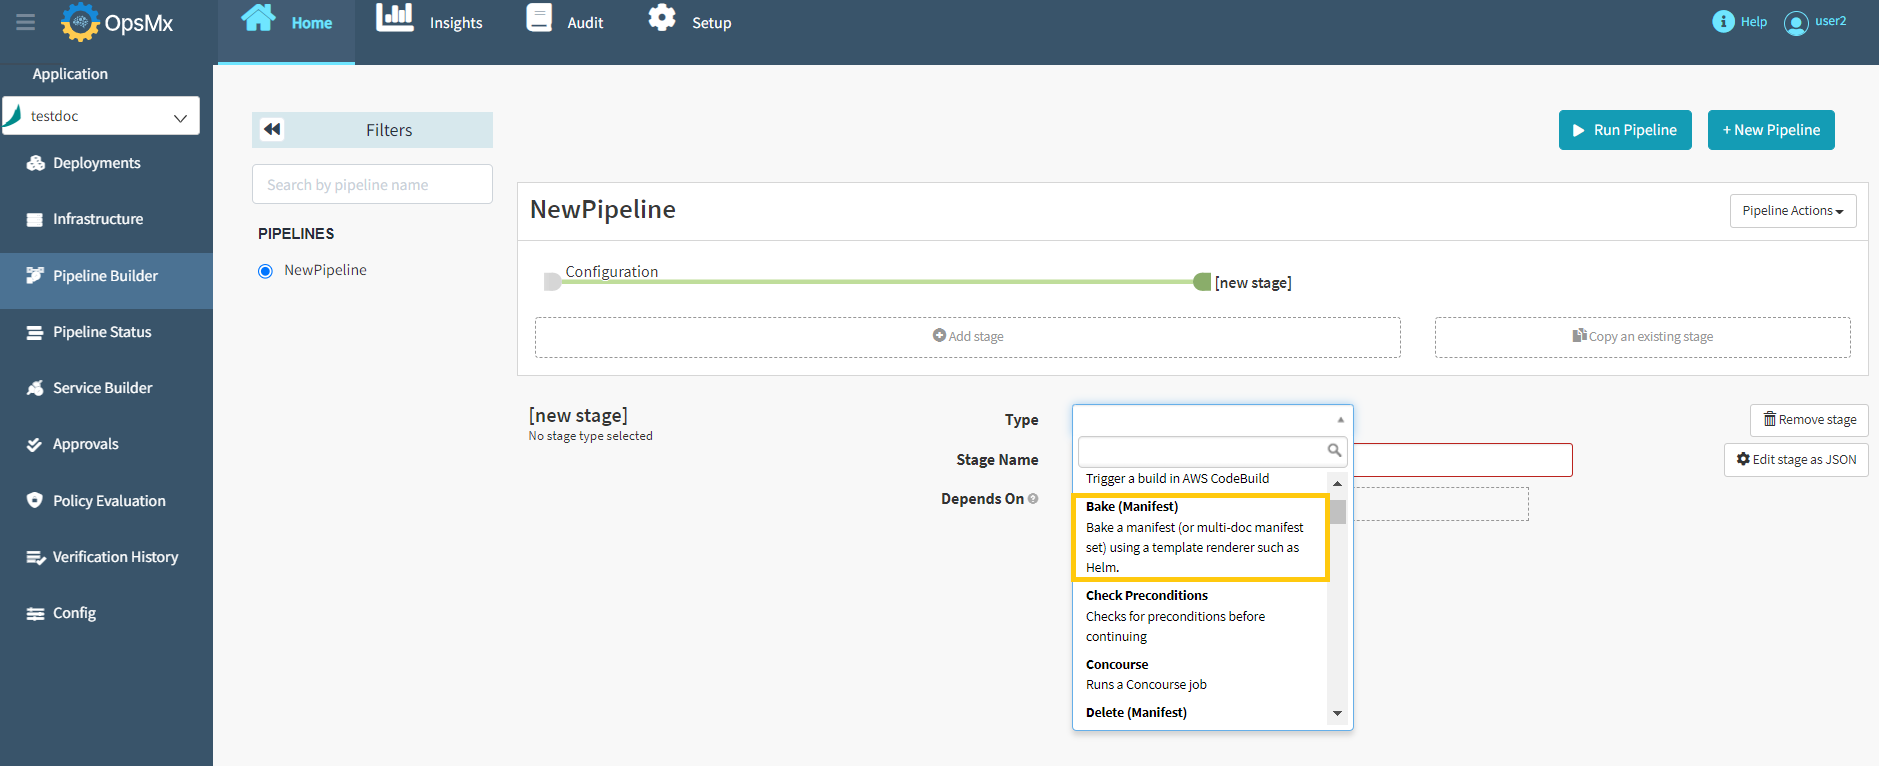 OpsMx
Home
Insights
Audit
Setup
Help
user2
Application
testdoc
Deployments
Infrastructure
Pipeline Builder
Pipeline Status
Service Builder
Approvals
Policy Evaluation
Verification History
Config
Filters
Search by pipeline name
PIPELINES
NewPipeline
Run Pipeline
+ New Pipeline
NewPipeline
Pipeline Actions
Configuration
[new stage]
Add stage
Copy an existing stage
[new stage]
No stage type selected
Type
Stage Name
Depends On
Trigger a build in AWS CodeBuild
Bake (Manifest)
Bake a manifest (or multi-doc manifest
set) using a template renderer such as
Helm.
Check Preconditions
Checks for preconditions before
continuing
Concourse
Runs a Concourse job
Delete (Manifest)
Remove stage
Edit stage as JSON